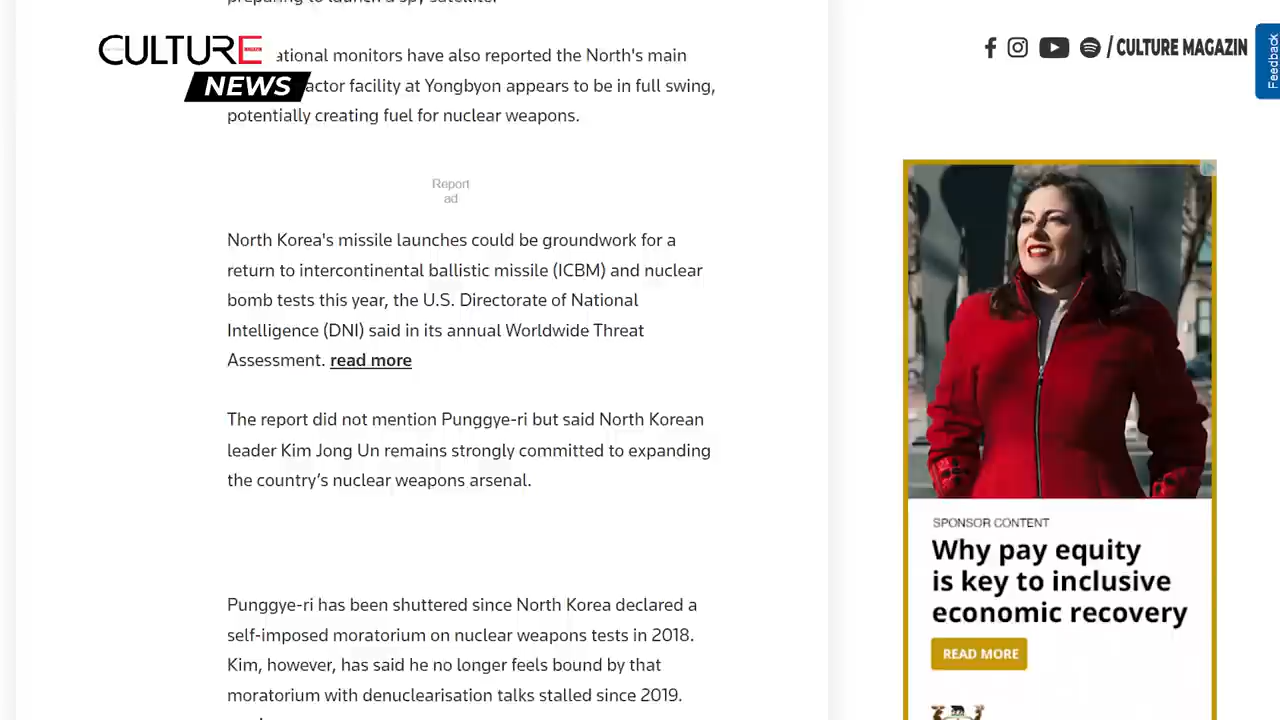 preparing to launch a spy satellite.
CULTURE
NEWS
ational monitors have also reported the North's main
actor facility at Yongbyon appears to be in full swing,
potentially creating fuel for nuclear weapons.
/ CULTURE MAGAZIN
Feedback
Report
ad
North Korea's missile launches could be groundwork for a
return to intercontinental ballistic missile (ICBM) and nuclear
bomb tests this year, the U.S. Directorate of National
Intelligence (DNI) said in its annual Worldwide Threat
Assessment. read more
The report did not mention Punggye-ri but said North Korean
leader Kim Jong Un remains strongly committed to expanding
the country’s nuclear weapons arsenal.
Punggye-ri has been shuttered since North Korea declared a
self-imposed moratorium on nuclear weapons tests in 2018.
Kim, however, has said he no longer feels bound by that
moratorium with denuclearisation talks stalled since 2019.
SPONSOR CONTENT
Why pay equity
is key to inclusive
economic recovery
READ MORE